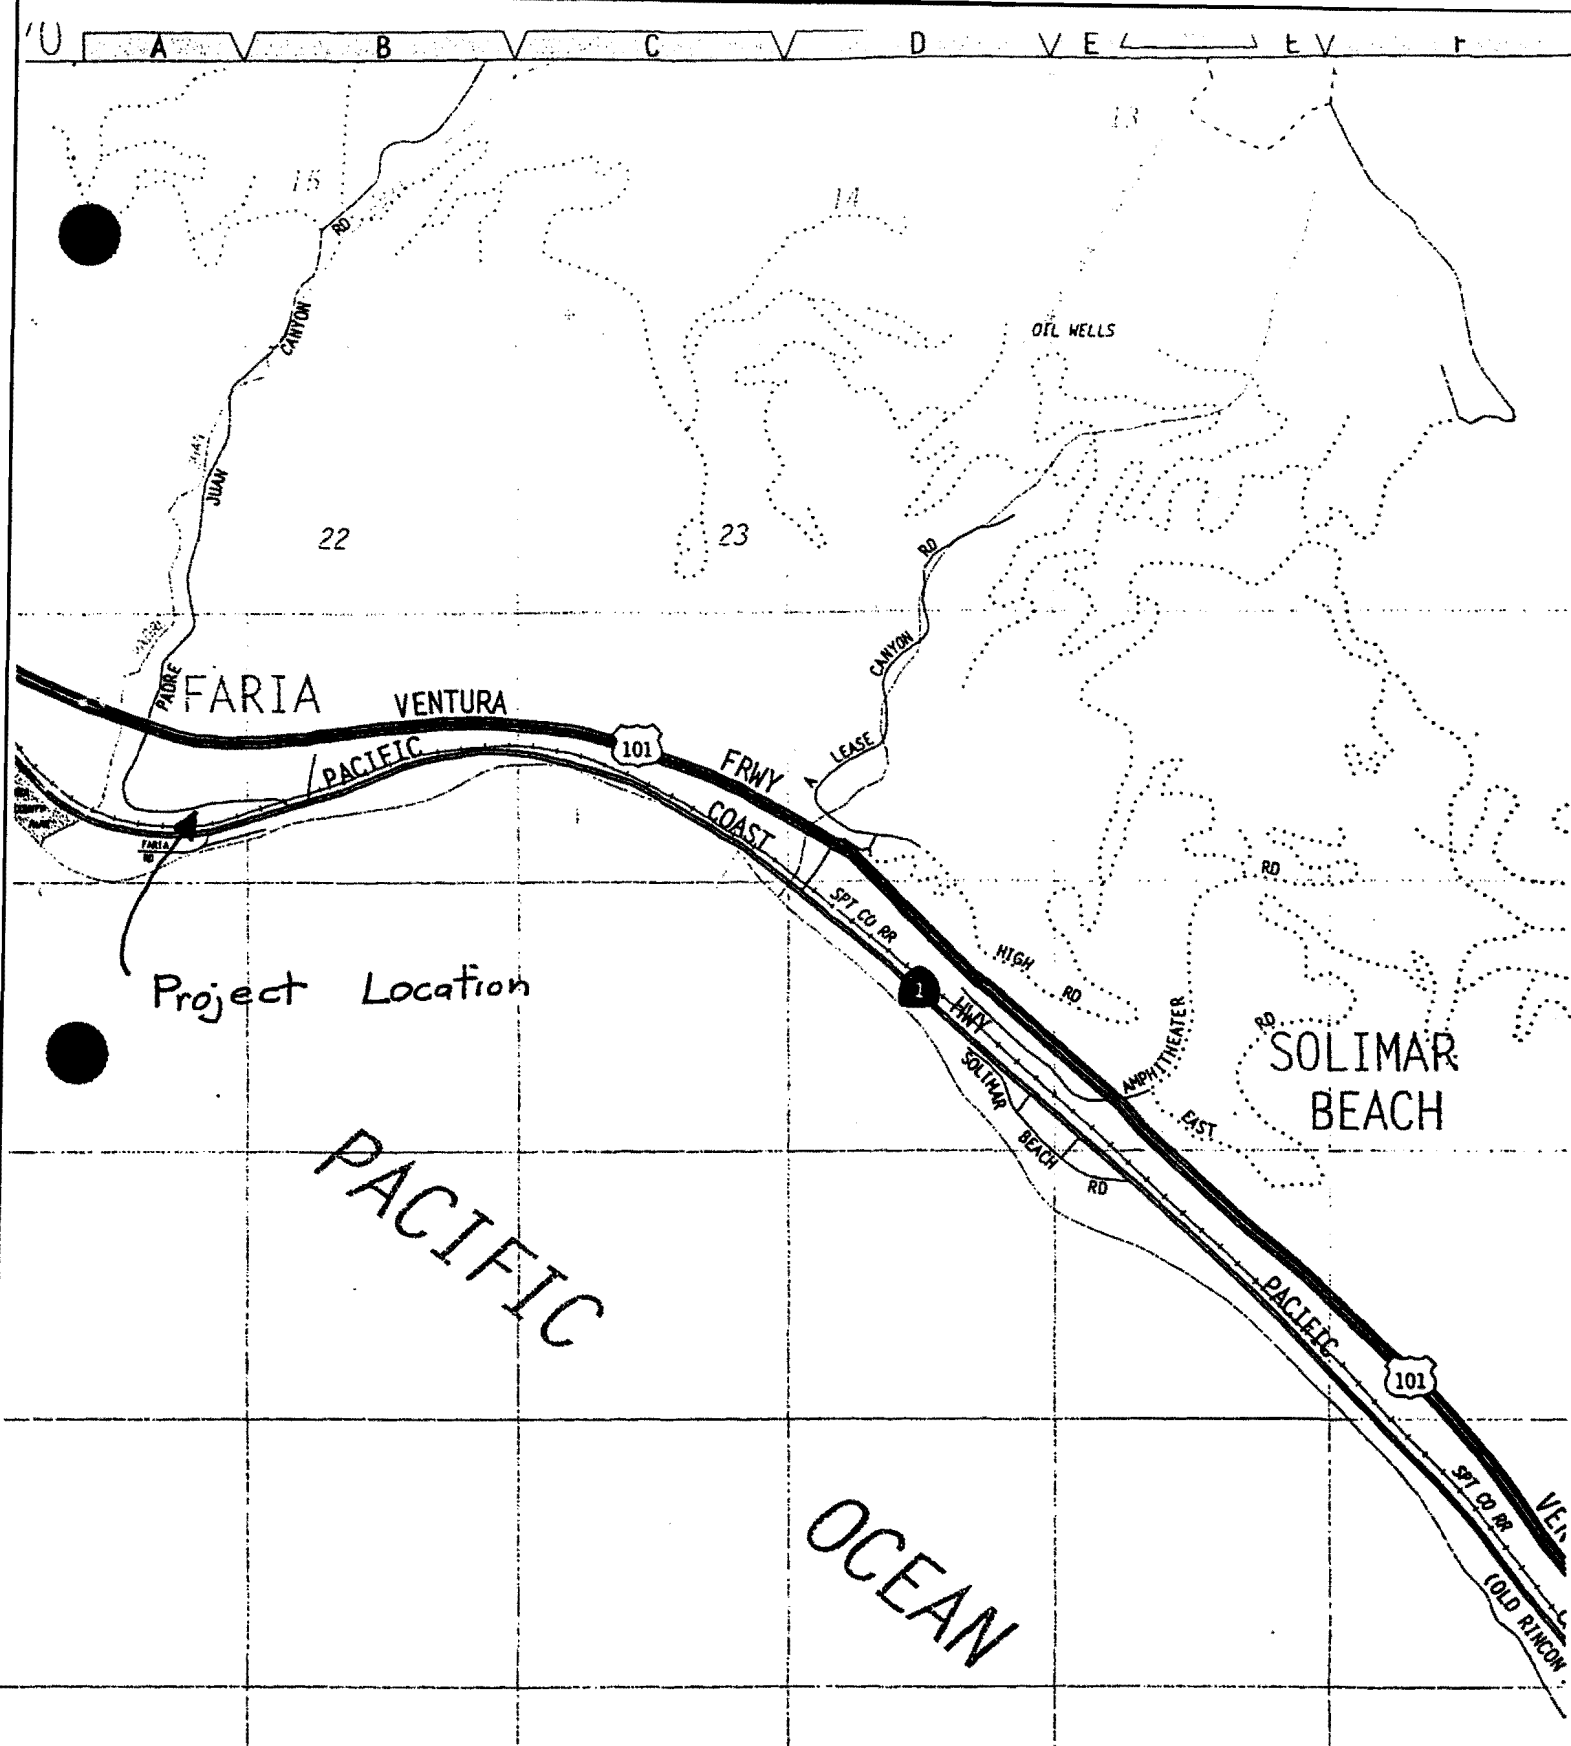 A B C D E
13
15
14
RD
OIL WELLS
CANYON
JUAN
22
23
RD
CANYON
PADRE
FARIA
VENTURA
101
FRWY
LEASE
A
PACIFIC
COAST
FARIA
RD
RD
SPT CO RR
HIGH
RD
Project Location
1
HWY
AMPHITHEATER
RD
SOLIMAR
BEACH
SOLIMAR
BEACH
RD
EAST
PACIFIC
OCEAN
PACIFIC
101
SPT CO RR
(OLD RINCON